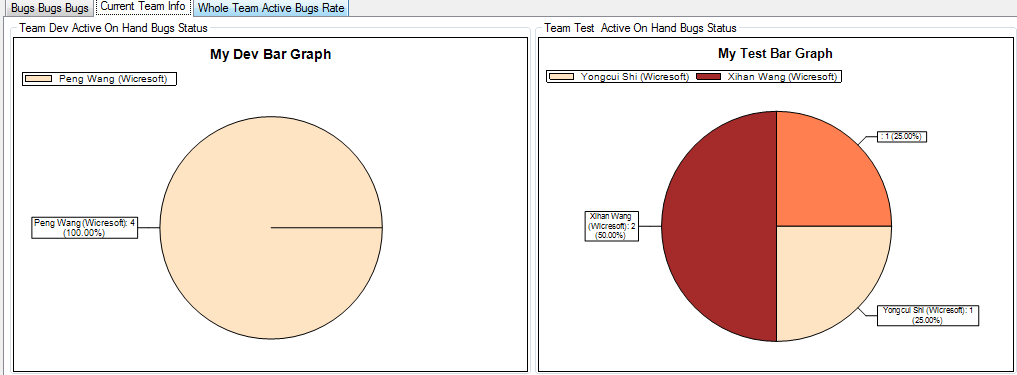 Bugs Bugs Bugs
Current Team Info
Whole Team Active Bugs Rate
Team Dev Active On Hand Bugs Status
My Dev Bar Graph
Peng Wang (Wicresoft)
Peng Wang (Wicresoft): 4
(100.00%)
Team Test  Active On Hand Bugs Status
My Test Bar Graph
Yongcui Shi (Wicresoft)
Xihan Wang (Wicresoft)
: 1 (25.00%)
Xihan Wang
(Wicresoft): 2
(50.00%)
Yongcui Shi (Wicresoft): 1
(25.00%)